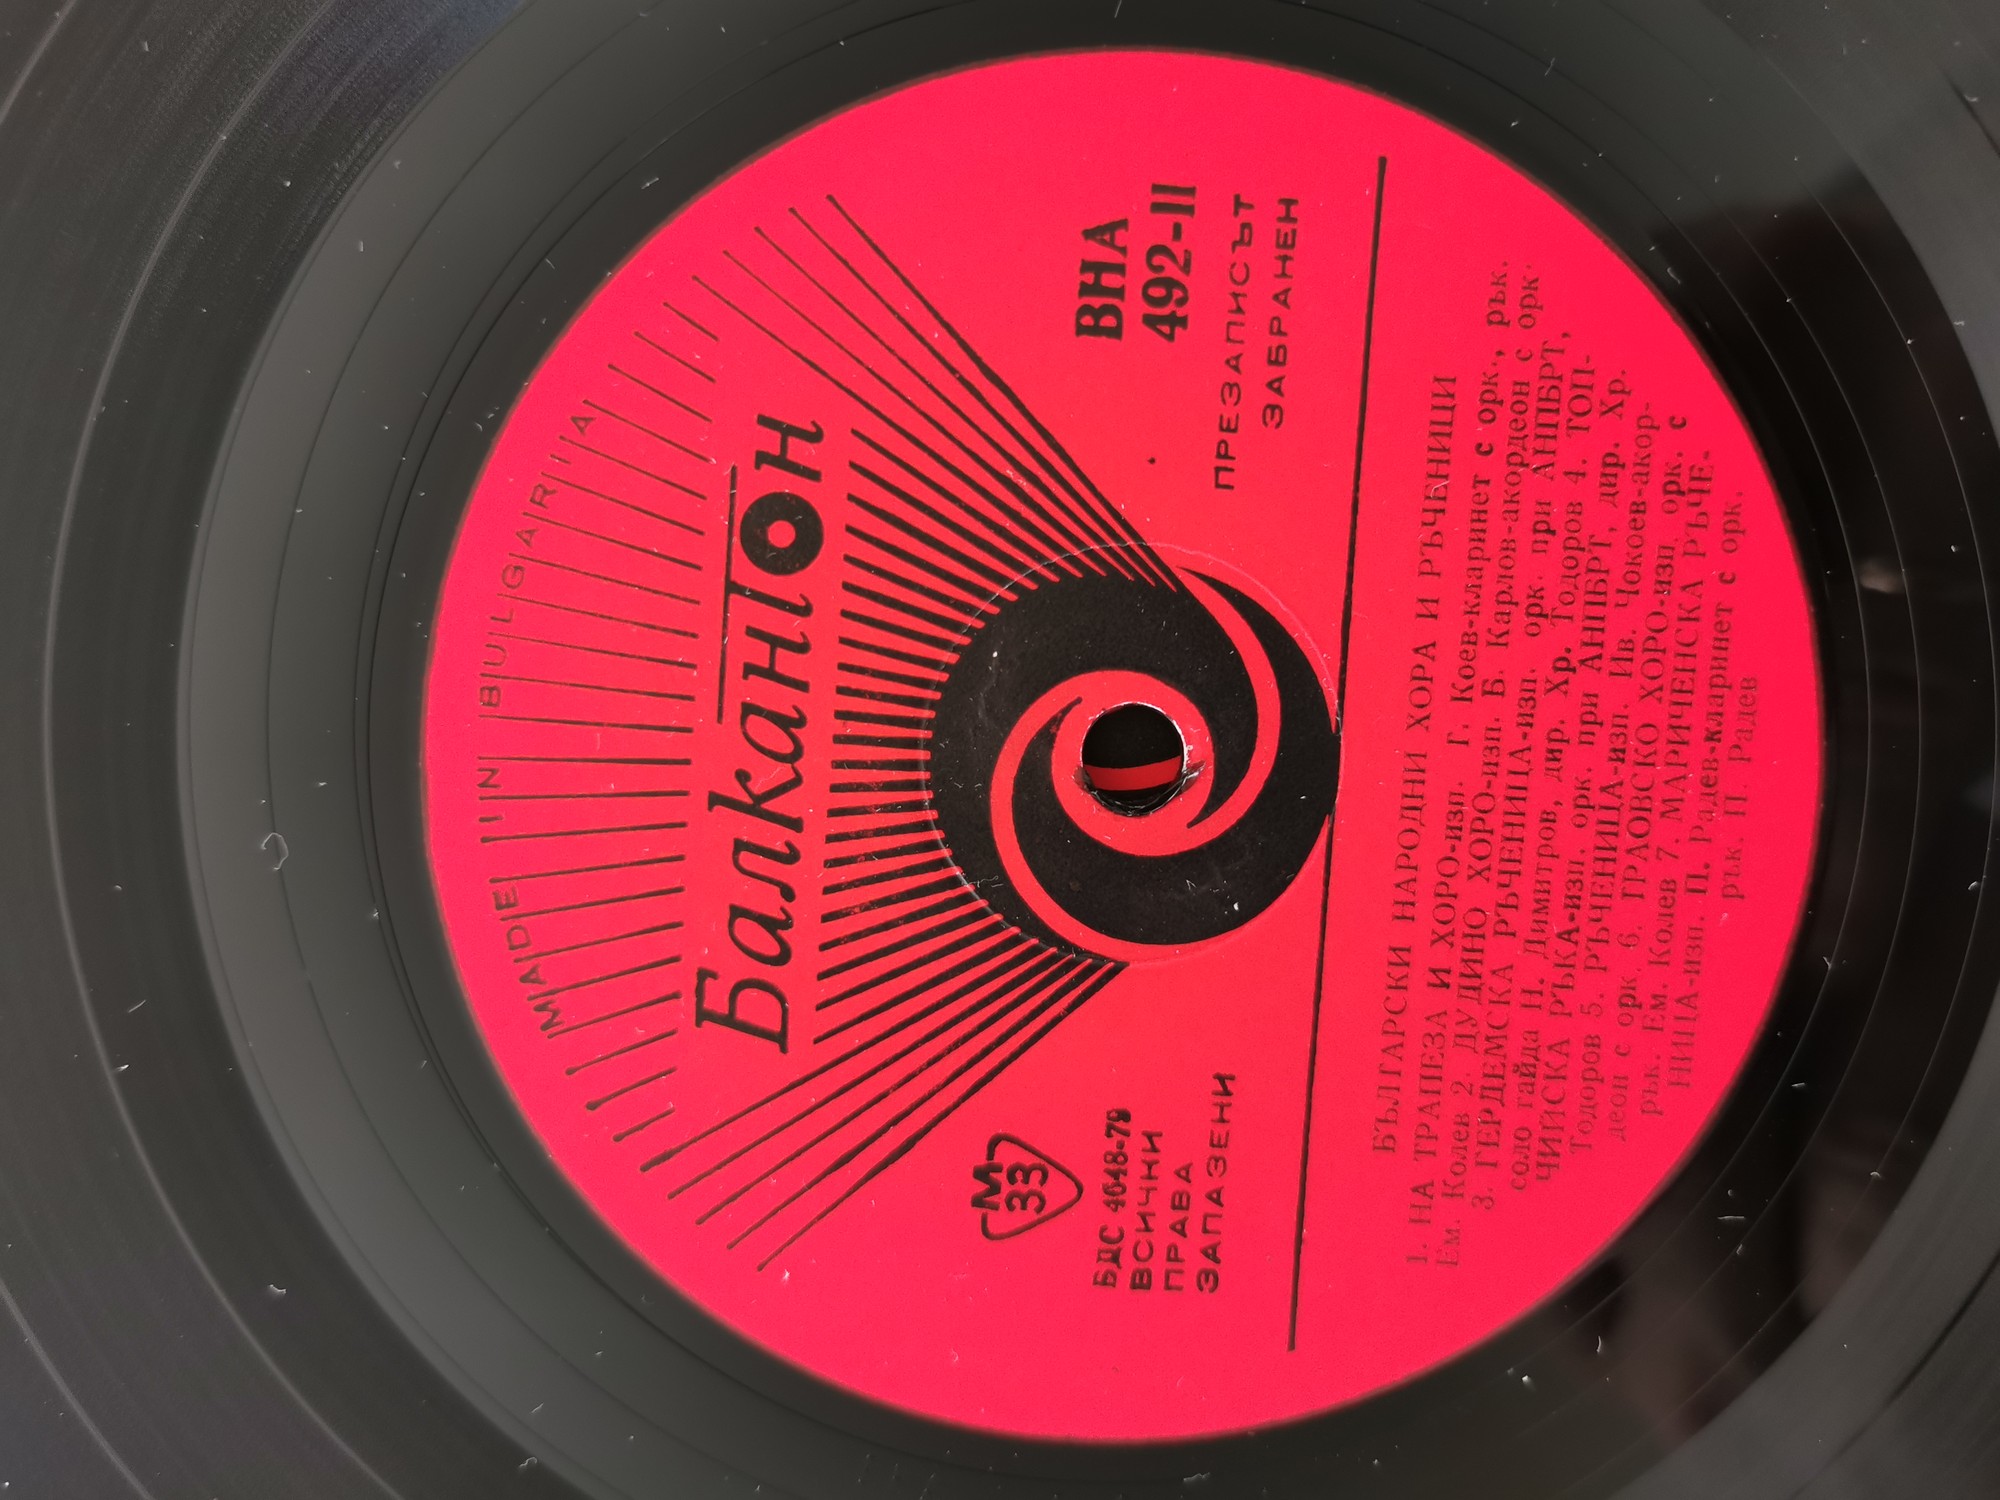 MADE IN BULGARIA
Балкантон
М
33
БДС 4048-79
ВСИЧКИ
ПРАВА
ЗАПАЗЕНИ
ВНА
492-II
ПРЕЗАПИСЪТ
ЗАБРАНЕН
БЪЛГАРСКИ НАРОДНИ ХОРА И РЪЧЕНИЦИ
1. НА ТРАПЕЗА И ХОРО-изп. Г. Коев-кларинет с орк., рък.
Ем. Колев 2. ДУ ДИНО ХОРО-изп. Б. Карлов-акордеон с орк.
3. ГЕРДЕМСКА РЪЧЕНИЦА-изп. орк. при АНПБРТ,
соло гайда Н. Димитров, дир. Хр. Тодоров 4. ТОП-
ЧИЙСКА РЪКА-изп. орк. при АНПБРТ, дир. Хр.
Тодоров 5. РЪЧЕНИЦА-изп. Ив. Чокоев-акор-
деон с орк. 6. ГРАОВСКО ХОРО-изп. орк. с
рък. Ем. Колев 7. МАРИЧЕНСКА РЪЧЕ-
НИЦА-изп. П. Радев-кларинет с орк.
рък. П. Радев